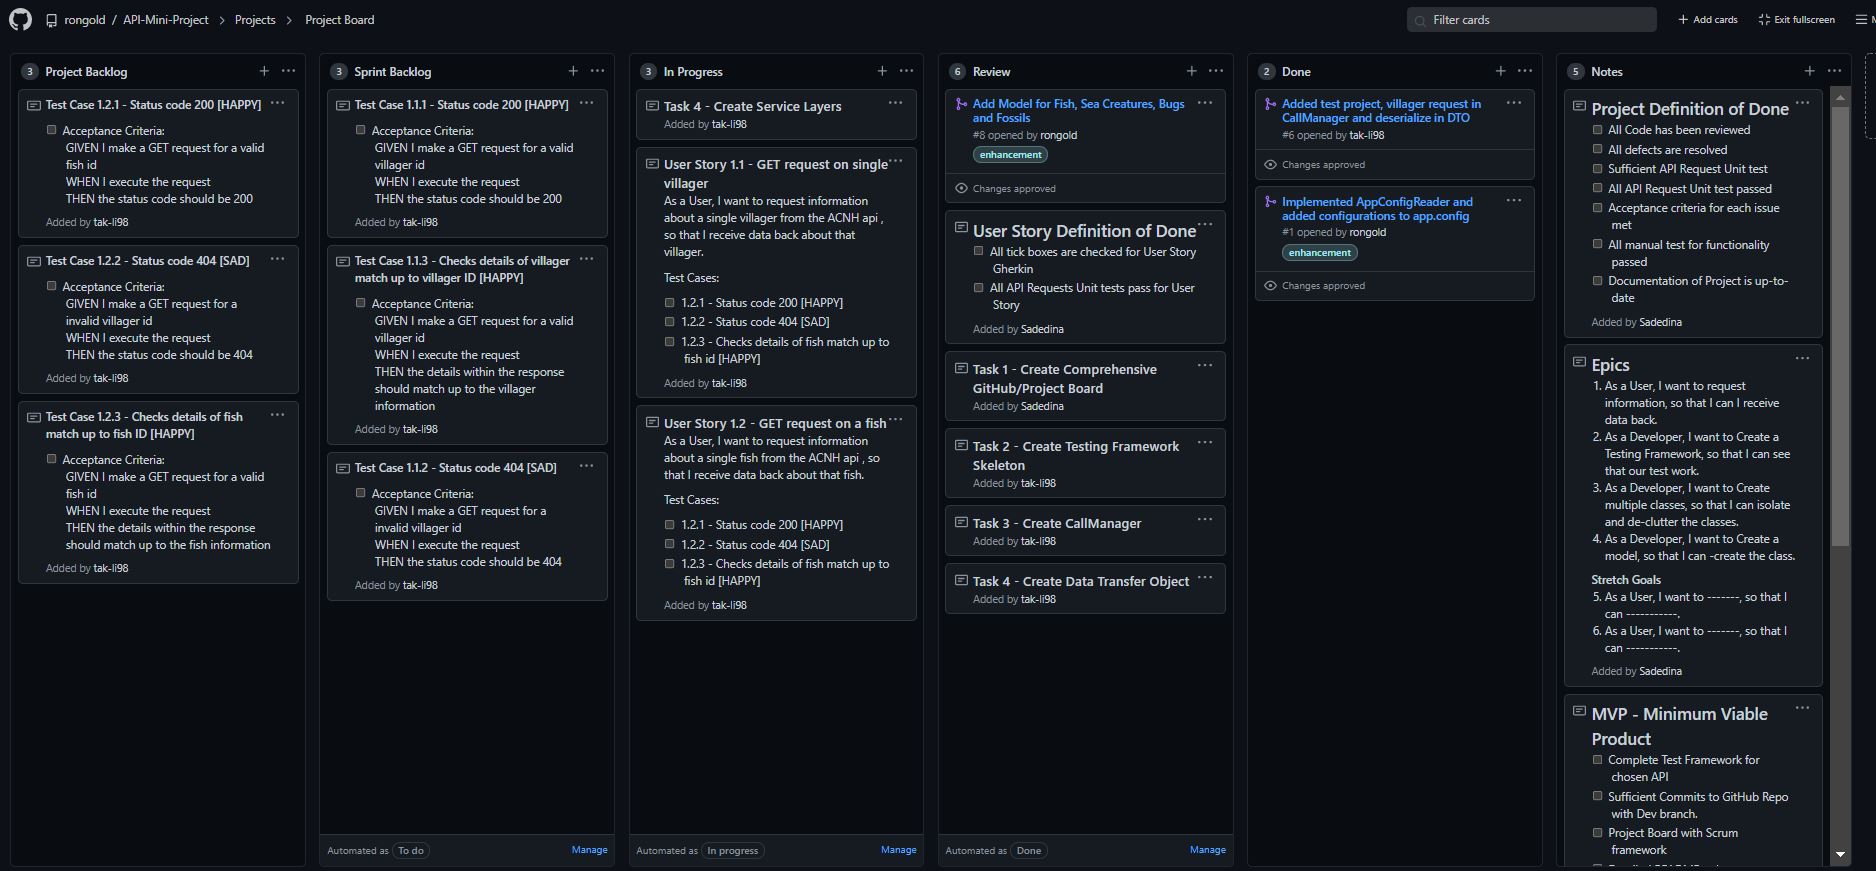 rongold / API-Mini-Project > Projects > Project Board
Filter cards
+ Add cards
Exit fullscreen
3 Project Backlog
Test Case 1.2.1 - Status code 200 [HAPPY]
Acceptance Criteria:
GIVEN I make a GET request for a valid
fish id
WHEN I execute the request
THEN the status code should be 200
Added by tak-li98
Test Case 1.2.2 - Status code 404 [SAD]
Acceptance Criteria:
GIVEN I make a GET request for a
invalid villager id
WHEN I execute the request
THEN the status code should be 404
Added by tak-li98
Test Case 1.2.3 - Checks details of fish
match up to fish ID [HAPPY]
Acceptance Criteria:
GIVEN I make a GET request for a valid
fish id
WHEN I execute the request
THEN the details within the response
should match up to the fish information
Added by tak-li98
3 Sprint Backlog
Test Case 1.1.1 - Status code 200 [HAPPY]
Acceptance Criteria:
GIVEN I make a GET request for a valid
villager id
WHEN I execute the request
THEN the status code should be 200
Added by tak-li98
Test Case 1.1.3 - Checks details of villager
match up to villager ID [HAPPY]
Acceptance Criteria:
GIVEN I make a GET request for a valid
villager id
WHEN I execute the request
THEN the details within the response
should match up to the villager
information
Added by tak-li98
Test Case 1.1.2 - Status code 404 [SAD]
Acceptance Criteria:
GIVEN I make a GET request for a
invalid villager id
WHEN I execute the request
THEN the status code should be 404
Added by tak-li98
Automated as To do
Manage
3 In Progress
Task 4 - Create Service Layers
Added by tak-li98
User Story 1.1 - GET request on single
villager
As a User, I want to request information
about a single villager from the ACNH api ,
so that I receive data back about that
villager.
Test Cases:
1.2.1 - Status code 200 [HAPPY]
1.2.2 - Status code 404 [SAD]
1.2.3 - Checks details of fish match up to
fish id [HAPPY]
Added by tak-li98
User Story 1.2 - GET request on a fish
As a User, I want to request information
about a single fish from the ACNH api , so
that I receive data back about that fish.
Test Cases:
1.2.1 - Status code 200 [HAPPY]
1.2.2 - Status code 404 [SAD]
1.2.3 - Checks details of fish match up to
fish id [HAPPY]
Added by tak-li98
Automated as In progress
Manage
6 Review
Add Model for Fish, Sea Creatures, Bugs
and Fossils
#8 opened by rongold
enhancement
Changes approved
User Story Definition of Done
All tick boxes are checked for User Story
Gherkin
All API Requests Unit tests pass for User
Story
Added by Sadedina
Task 1 - Create Comprehensive
GitHub/Project Board
Added by Sadedina
Task 2 - Create Testing Framework
Skeleton
Added by tak-li98
Task 3 - Create CallManager
Added by tak-li98
Task 4 - Create Data Transfer Object
Added by tak-li98
Automated as Done
Manage
2 Done
Added test project, villager request in
CallManager and deserialize in DTO
#6 opened by tak-li98
Changes approved
Implemented AppConfigReader and
added configurations to app.config
#1 opened by rongold
enhancement
Changes approved
5 Notes
Project Definition of Done
All Code has been reviewed
All defects are resolved
Sufficient API Request Unit test
All API Request Unit test passed
Acceptance criteria for each issue
met
All manual test for functionality
passed
Documentation of Project is up-to-
date
Added by Sadedina
Epics
1. As a User, I want to request
information, so that I can I receive
data back.
2. As a Developer, I want to Create a
Testing Framework, so that I can see
that our test work.
3. As a Developer, I want to Create
multiple classes, so that I can isolate
and de-clutter the classes.
4. As a Developer, I want to Create a
model, so that I can -create the class.
Stretch Goals
5. As a User, I want to -------, so that I
can -----------.
6. As a User, I want to -------, so that I
can -----------.
Added by Sadedina
MVP - Minimum Viable
Product
Complete Test Framework for
chosen API
Sufficient Commits to GitHub Repo
with Dev branch.
Project Board with Scrum
framework